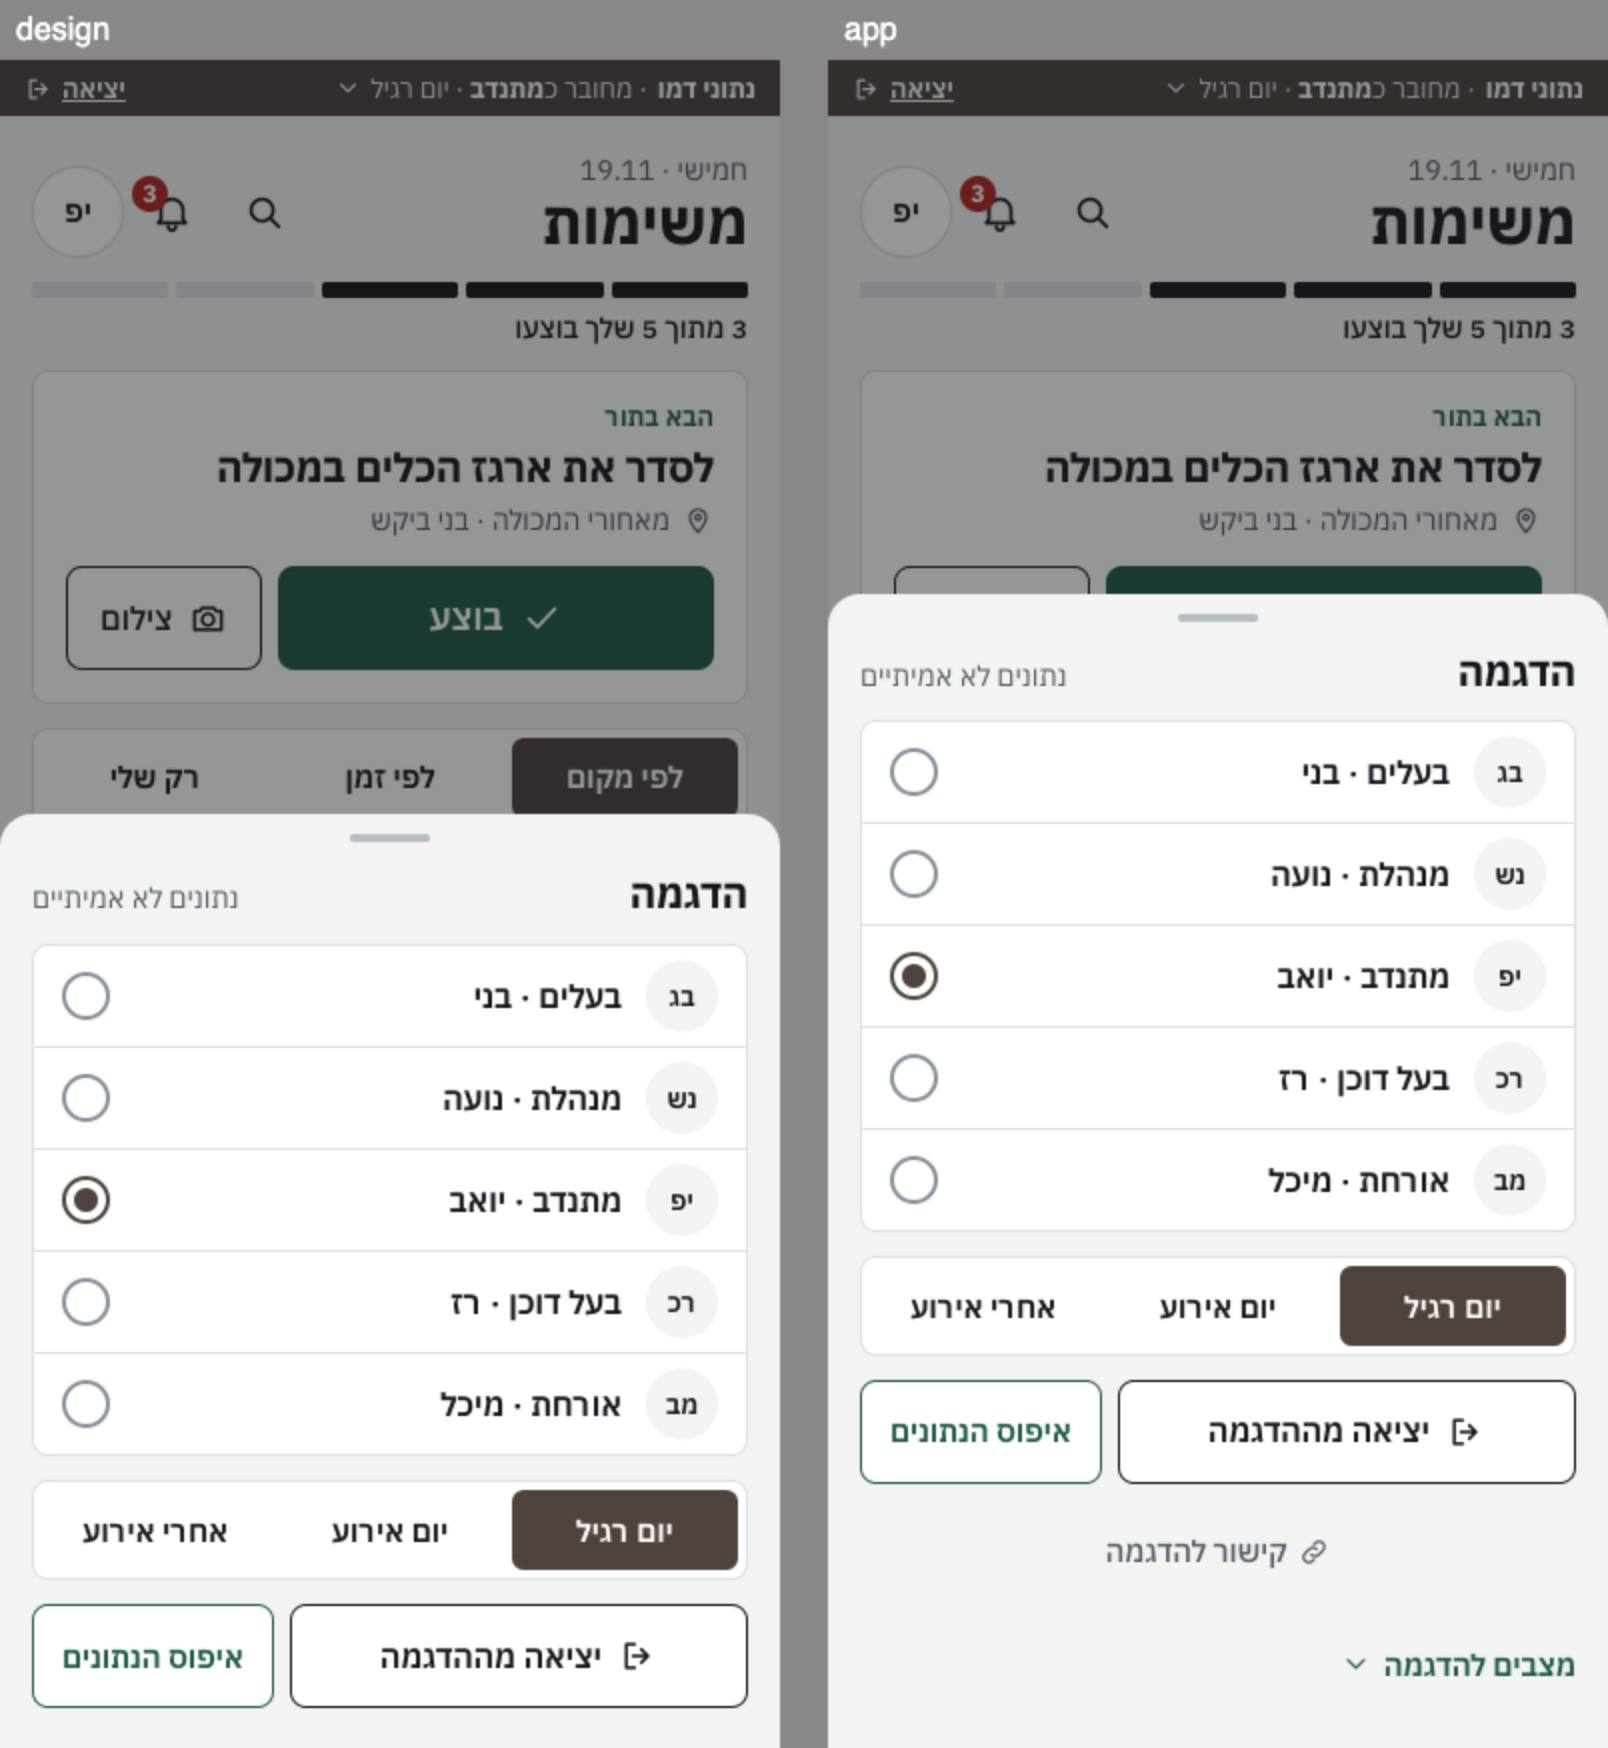 design
נתוני דמו · מחובר כמתנדב · יום רגיל
יציאה
חמישי · 19.11
משימות
3
יפ
3 מתוך 5 שלך בוצעו
הבא בתור
לסדר את ארגז הכלים במכולה
מאחורי המכולה · בני ביקש
בוצע
צילום
לפי מקום
לפי זמן
רק שלי
הדגמה
נתונים לא אמיתיים
בג
בעלים · בני
נש
מנהלת · נועה
יפ
מתנדב · יואב
רכ
בעל דוכן · רז
מב
אורחת · מיכל
יום רגיל
יום אירוע
אחרי אירוע
יציאה מההדגמה
איפוס הנתונים
app
נתוני דמו · מחובר כמתנדב · יום רגיל
יציאה
חמישי · 19.11
משימות
3
יפ
3 מתוך 5 שלך בוצעו
הבא בתור
לסדר את ארגז הכלים במכולה
מאחורי המכולה · בני ביקש
הדגמה
נתונים לא אמיתיים
בג
בעלים · בני
נש
מנהלת · נועה
יפ
מתנדב · יואב
רכ
בעל דוכן · רז
מב
אורחת · מיכל
יום רגיל
יום אירוע
אחרי אירוע
יציאה מההדגמה
איפוס הנתונים
קישור להדגמה
מצבים להדגמה